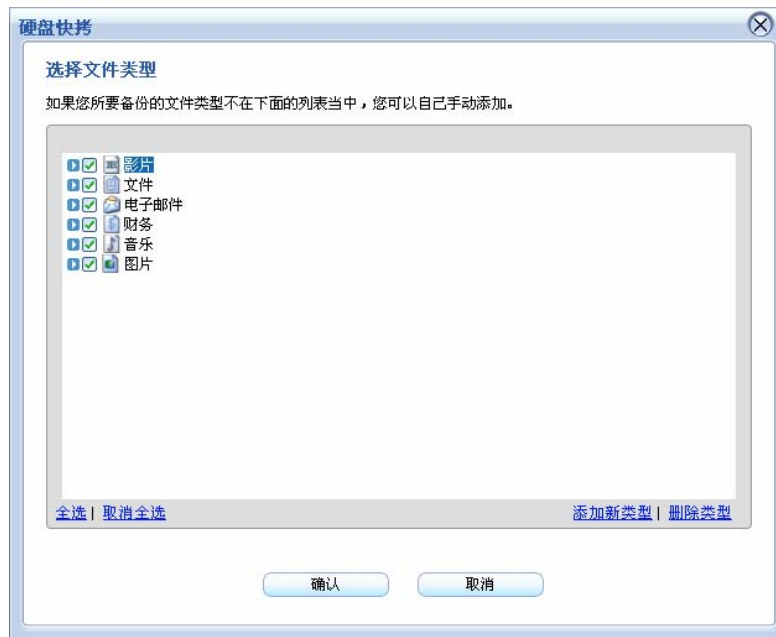 硬盘快拷
选择文件类型
如果您所要备份的文件类型不在下面的列表当中，您可以自己手动添加。
影片
文件
电子邮件
财务
音乐
图片
全选 | 取消全选 添加新类型 | 删除类型
确认 取消